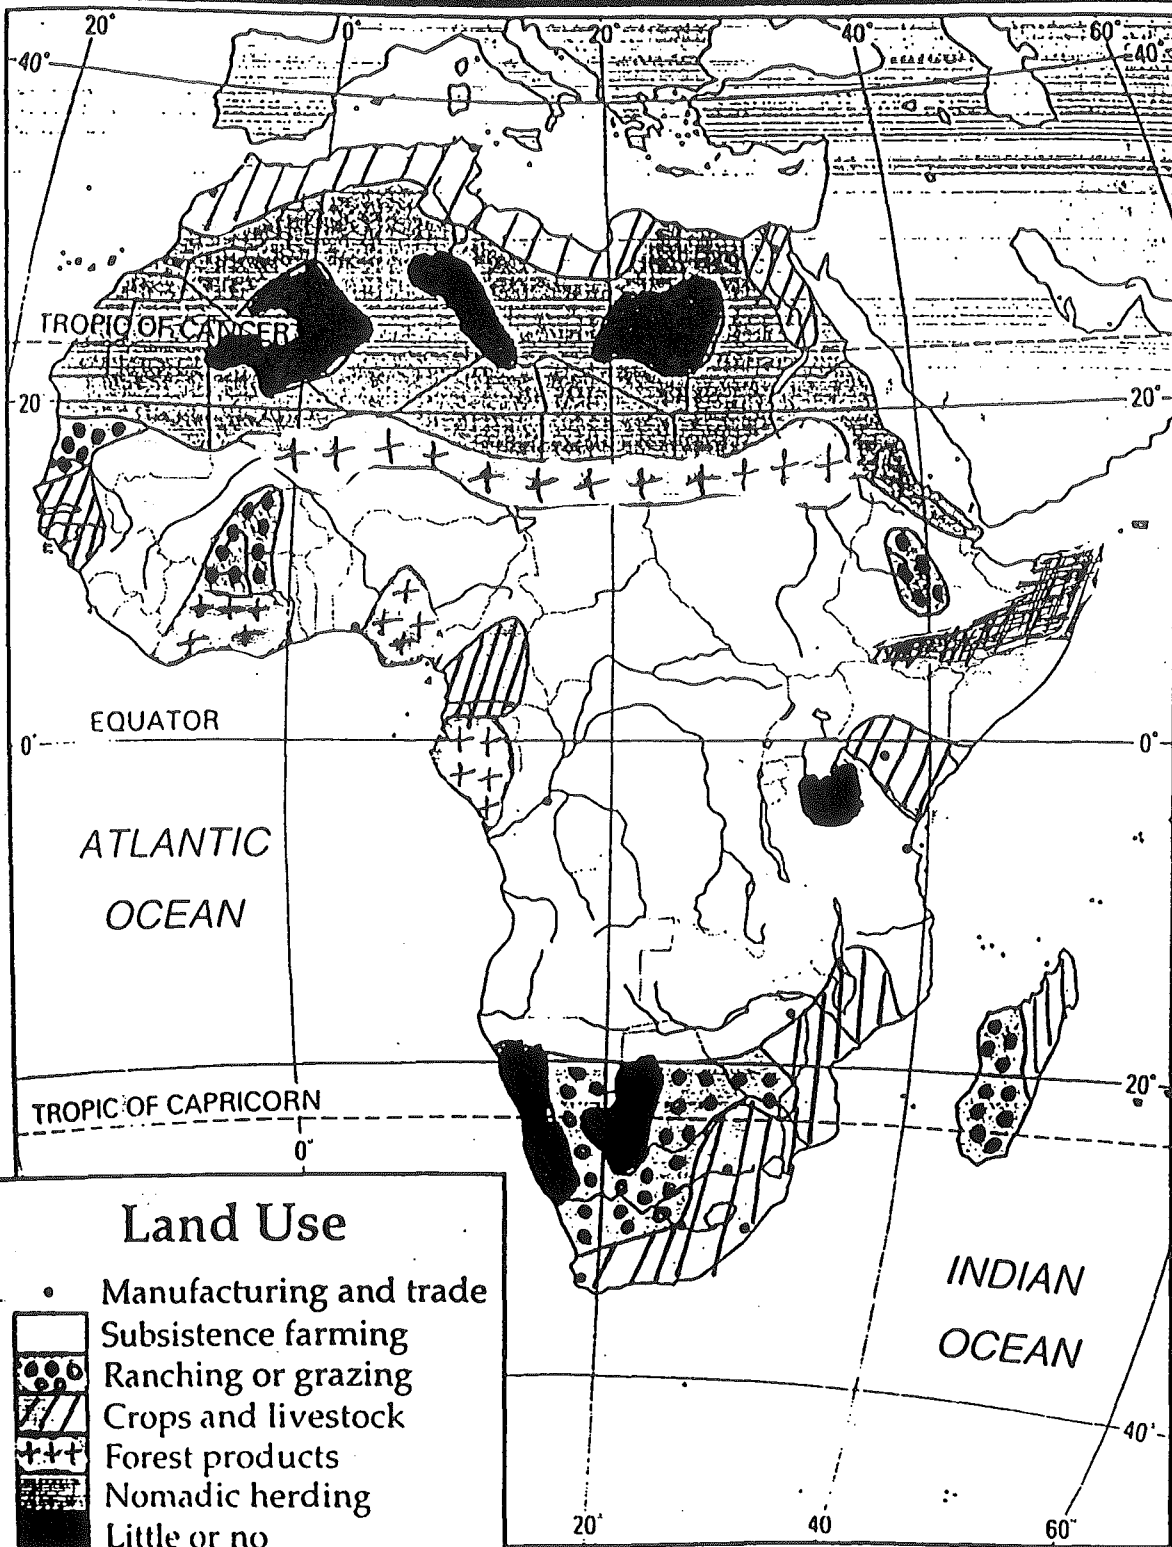 20°
0°
20°
40°
60°
40°
40°
TROPIC OF CANCER
20
20°
EQUATOR
0°
0°
ATLANTIC
OCEAN
20°
TROPIC OF CAPRICORN
0°
Land Use
Manufacturing and trade
Subsistence farming
Ranching or grazing
Crops and livestock
Forest products
Nomadic herding
Little or no
INDIAN
OCEAN
40°
20°
40
60°